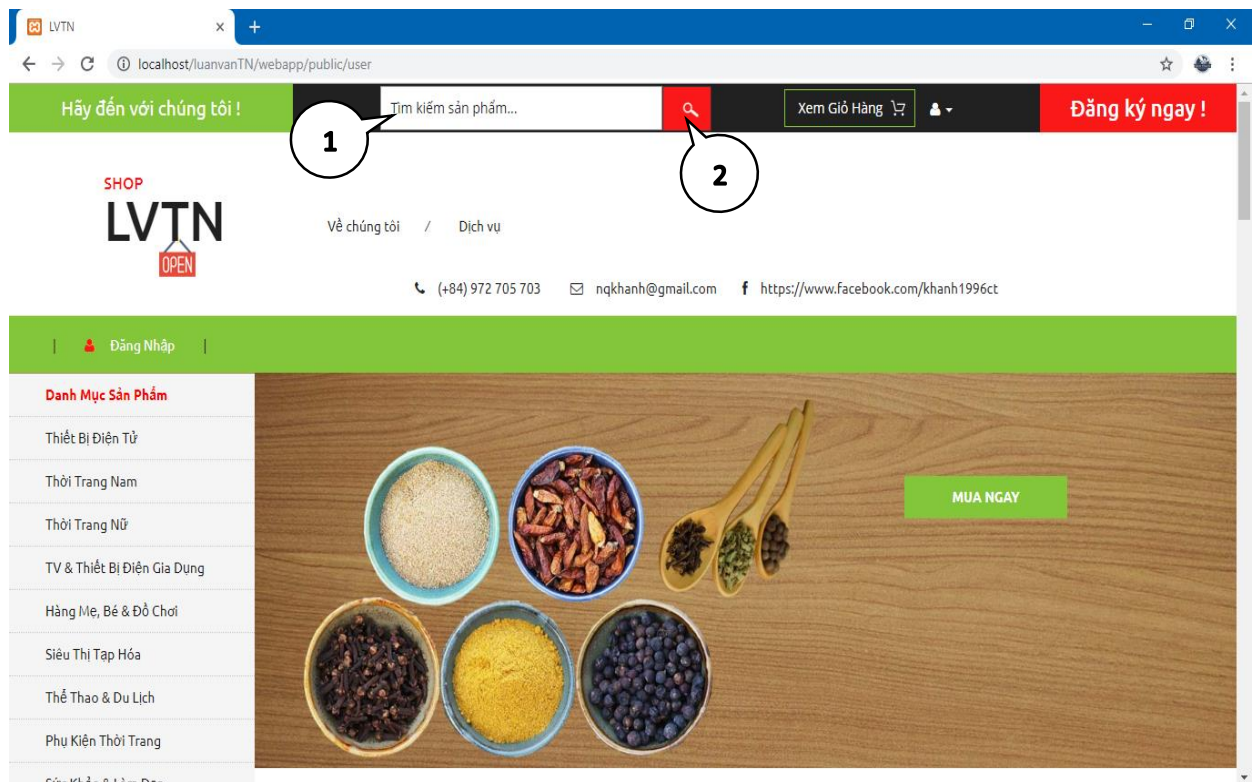 LVTN
localhost/luanvanTN/webapp/public/user
Hãy đến với chúng tôi !
Tìm kiếm sản phẩm...
Xem Giỏ Hàng
Đăng ký ngay !
1
2
SHOP
LVTN
OPEN
Về chúng tôi / Dịch vụ
(+84) 972 705 703 nqkhanh@gmail.com f https://www.facebook.com/khanh1996ct
| Đăng Nhập |
Danh Mục Sản Phẩm
Thiết Bị Điện Tử
Thời Trang Nam
Thời Trang Nữ
TV & Thiết Bị Điện Gia Dụng
Hàng Mẹ, Bé & Đồ Chơi
Siêu Thị Tạp Hóa
Thể Thao & Du Lịch
Phụ Kiện Thời Trang
MUA NGAY